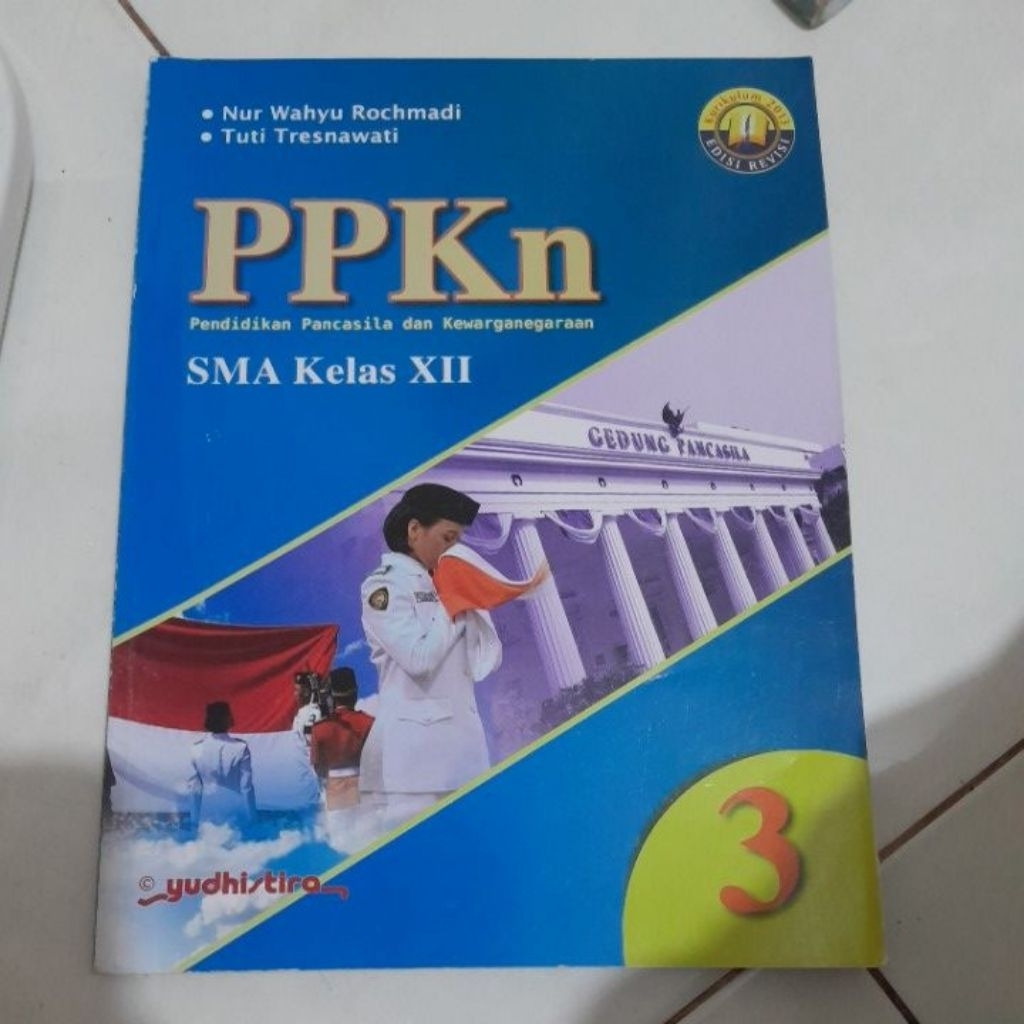 • Nur Wahyu Rochmadi
• Tuti Tresnawati
Kurikulum 2013
EDISI REVISI
PPKn
Pendidikan Pancasila dan Kewarganegaraan
SMA Kelas XII
GEDUNG PANCASILA
© yudhistira
3